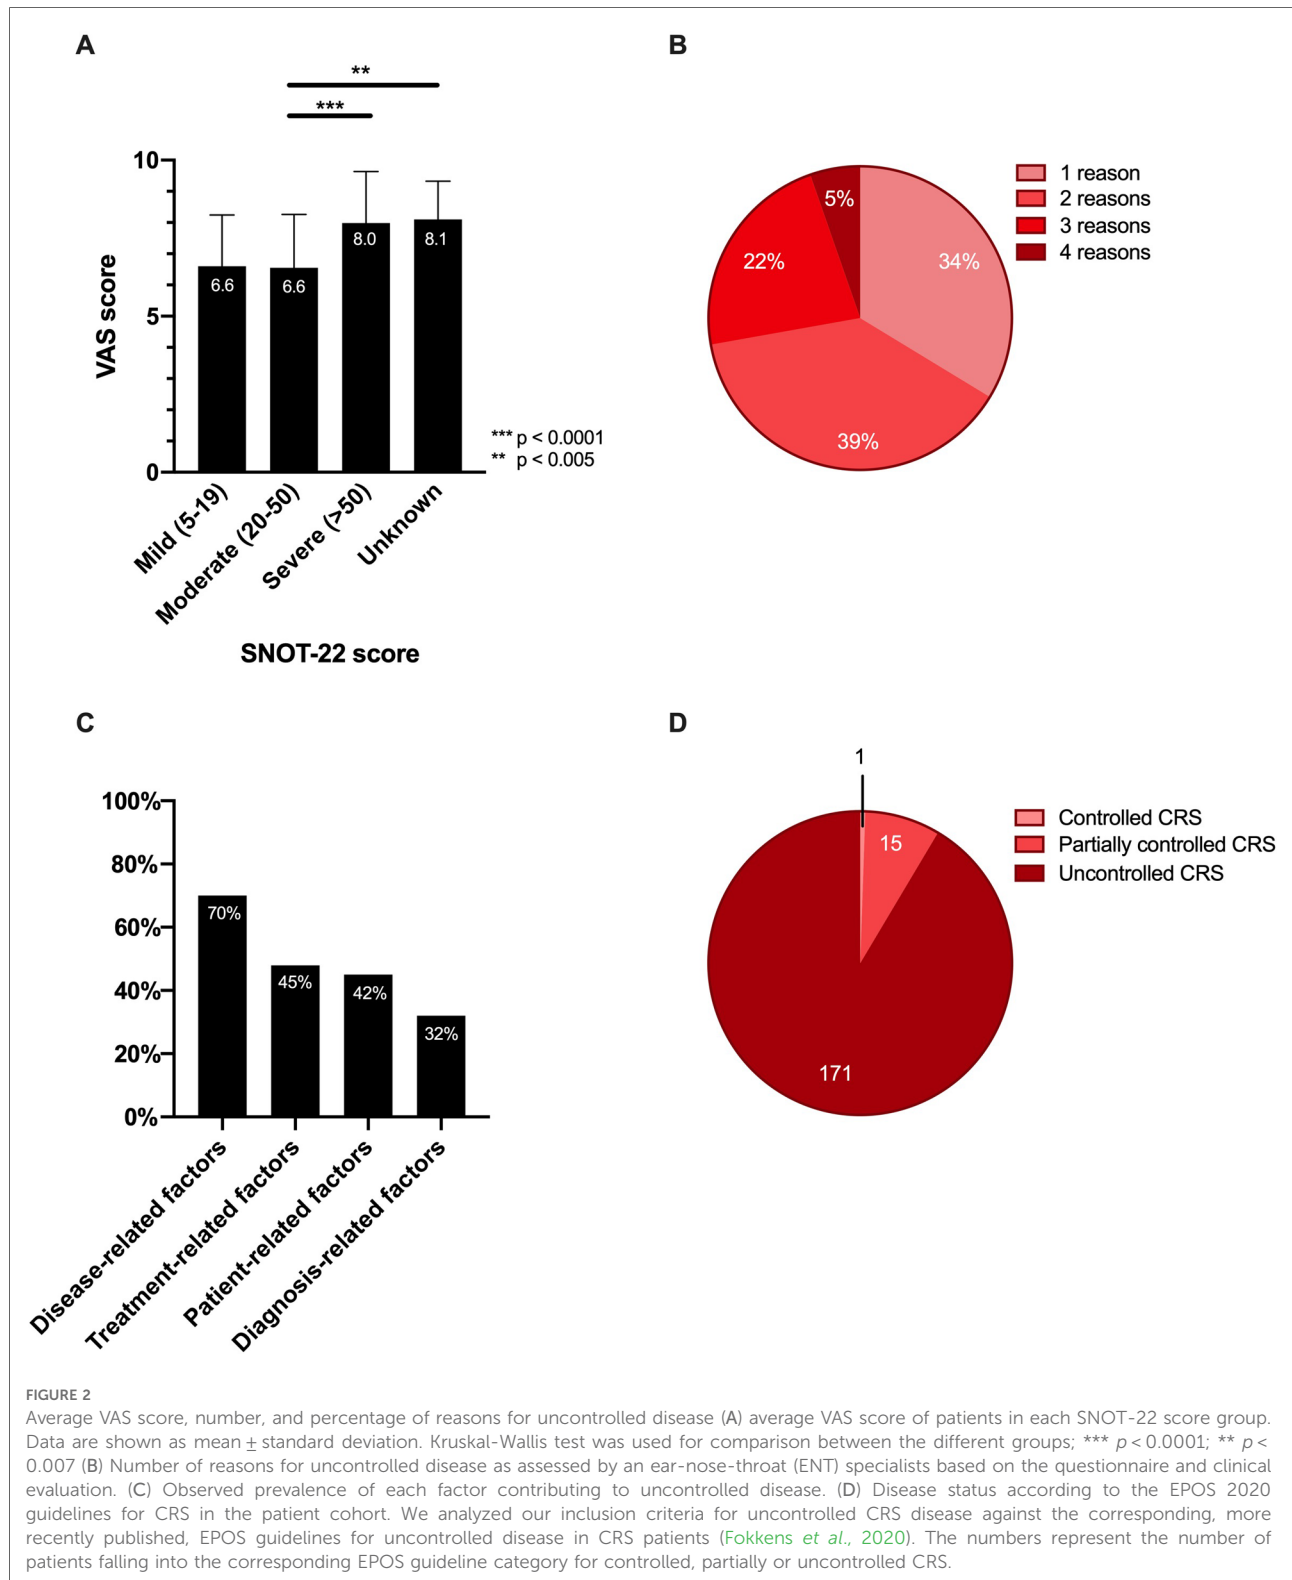 A
**
***
10
5
0
VAS score
6.6
6.6
8.0
8.1
*** p < 0.0001
** p < 0.005
Mild (5-19)
Moderate (20-50)
Severe (>50)
Unknown
SNOT-22 score
B
5%
22%
34%
39%
1 reason
2 reasons
3 reasons
4 reasons
C
100%
80%
60%
40%
20%
0%
70%
45%
42%
32%
Disease-related factors
Treatment-related factors
Patient-related factors
Diagnosis-related factors
D
1
15
171
Controlled CRS
Partially controlled CRS
Uncontrolled CRS
FIGURE 2
Average VAS score, number, and percentage of reasons for uncontrolled disease (A) average VAS score of patients in each SNOT-22 score group.
Data are shown as mean ± standard deviation. Kruskal-Wallis test was used for comparison between the different groups; *** p < 0.0001; ** p <
0.007 (B) Number of reasons for uncontrolled disease as assessed by an ear-nose-throat (ENT) specialists based on the questionnaire and clinical
evaluation. (C) Observed prevalence of each factor contributing to uncontrolled disease. (D) Disease status according to the EPOS 2020
guidelines for CRS in the patient cohort. We analyzed our inclusion criteria for uncontrolled CRS disease against the corresponding, more
recently published, EPOS guidelines for uncontrolled disease in CRS patients (Fokkens et al., 2020). The numbers represent the number of
patients falling into the corresponding EPOS guideline category for controlled, partially or uncontrolled CRS.